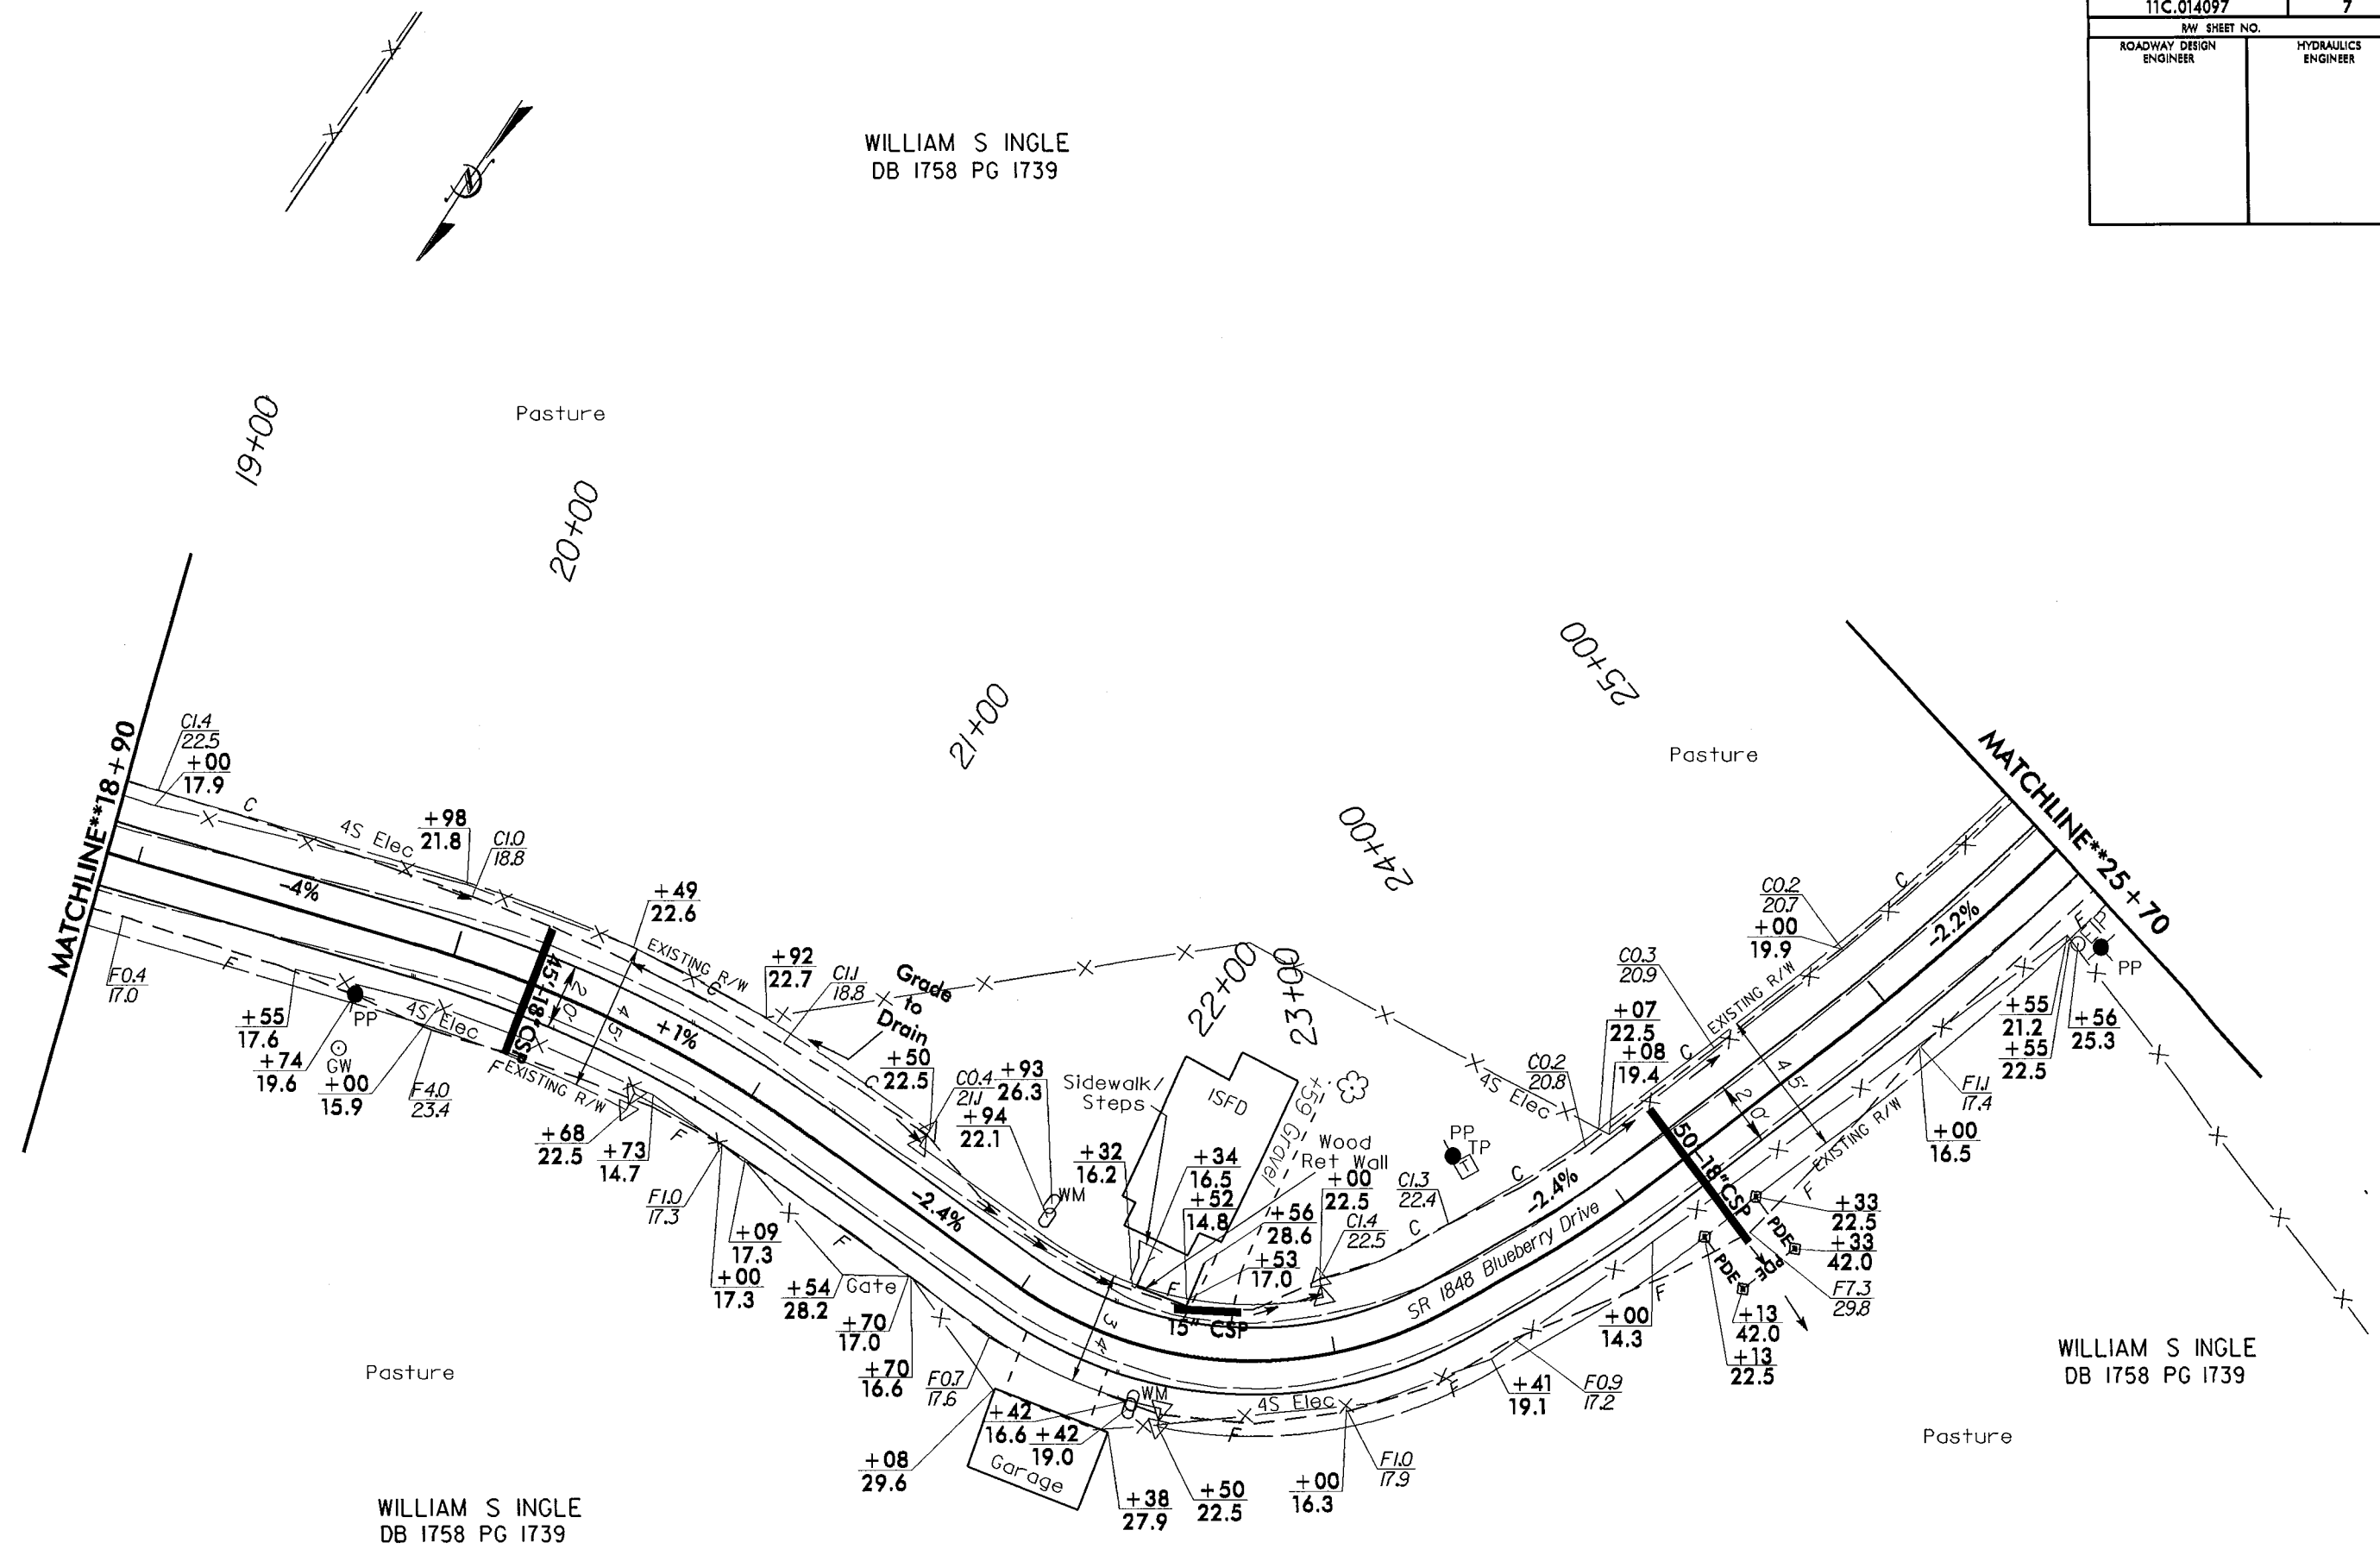 11C.014097 7
RW SHEET NO.
ROADWAY DESIGN
ENGINEER
HYDRAULICS
ENGINEER
WILLIAM S INGLE
DB 1758 PG 1739
Pasture
19+00
20+00
21+00
22+00
23+00
24+00
25+00
Pasture
MATCHLINE**18+90
MATCHLINE**25+70
C1.4
22.5
+00
17.9
C
4S Elec
+98
21.8
C1.0
18.8
-4%
+49
22.6
EXISTING R/W
C
+92
22.7
C1.1
18.8
Grade
to
Drain
+50
22.5
C
C0.4
21.1
+93
26.3
+94
22.1
WM
Sidewalk/
Steps
1SFD
+32
16.2
+34
16.5
+52
14.8
Wood
Ret Wall
+56
28.6
+53
17.0
+00
22.5
C1.4
22.5
C1.3
22.4
C
PP
TP
T
4S Elec
C0.2
20.8
+07
22.5
+08
19.4
C0.3
20.9
C
EXISTING R/W
C0.2
20.7
+00
19.9
C
-2.2%
F
EIP
PP
+55
21.2
+55
22.5
+56
25.3
F1.1
17.4
+00
16.5
20'
45'
EXISTING R/W
F
50'-18"CSP
-2.4%
SR 1848 Blueberry Drive
+33
22.5
+33
42.0
PDE
PDE
PDE
F7.3
29.8
+13
42.0
+13
22.5
+00
14.3
F
F0.9
17.2
+41
19.1
F
F1.0
17.9
+00
16.3
4S Elec
F
+50
22.5
+38
27.9
WM
+42
16.6
+42
19.0
Garage
+08
29.6
F0.7
17.6
+70
16.6
+70
17.0
Gate
+54
28.2
34'
F
15" CSP
-2.4%
F
+09
17.3
+00
17.3
F1.0
17.3
F
+73
14.7
+68
22.5
EXISTING R/W
F
45'-18"CSP
20'
45'
+1%
4S Elec
F4.0
23.4
+00
15.9
GW
PP
+74
19.6
+55
17.6
F
F0.4
17.0
Pasture
WILLIAM S INGLE
DB 1758 PG 1739
WILLIAM S INGLE
DB 1758 PG 1739
Pasture